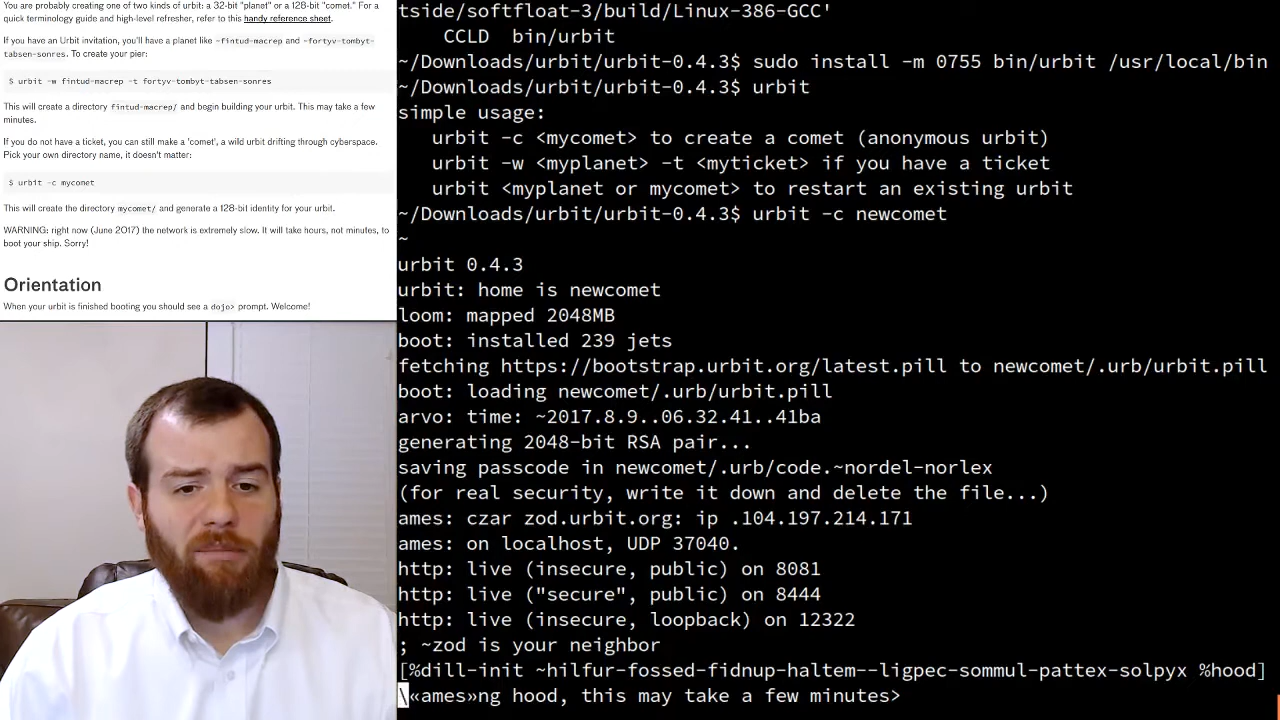 You are probably creating one of two kinds of urbit: a 32-bit "planet" or a 128-bit "comet." For a
quick terminology guide and high-level refresher, refer to this handy reference sheet.
If you have an Urbit invitation, you'll have a planet like ~fintud-macrep and ~fortyv-tombyt-
tabsen-sonres. To create your pier:
$ urbit -w fintud-macrep -t fortyv-tombyt-tabsen-sonres
This will create a directory fintud-macrep/ and begin building your urbit. This may take a few
minutes.
If you do not have a ticket, you can still make a 'comet', a wild urbit drifting through cyberspace.
Pick your own directory name, it doesn't matter:
$ urbit -c mycomet
This will create the directory mycomet/ and generate a 128-bit identity for your urbit.
WARNING: right now (June 2017) the network is extremely slow. It will take hours, not minutes, to
boot your ship. Sorry!
Orientation
When your urbit is finished booting you should see a dojo> prompt. Welcome!
tside/softfloat-3/build/Linux-386-GCC'
CCLD bin/urbit
~/Downloads/urbit/urbit-0.4.3$ sudo install -m 0755 bin/urbit /usr/local/bin
~/Downloads/urbit/urbit-0.4.3$ urbit
simple usage:
urbit -c <mycomet> to create a comet (anonymous urbit)
urbit -w <myplanet> -t <myticket> if you have a ticket
urbit <myplanet or mycomet> to restart an existing urbit
~/Downloads/urbit/urbit-0.4.3$ urbit -c newcomet
~
urbit 0.4.3
urbit: home is newcomet
loom: mapped 2048MB
boot: installed 239 jets
fetching https://bootstrap.urbit.org/latest.pill to newcomet/.urb/urbit.pill
boot: loading newcomet/.urb/urbit.pill
arvo: time: ~2017.8.9..06.32.41..41ba
generating 2048-bit RSA pair...
saving passcode in newcomet/.urb/code.~nordel-norlex
(for real security, write it down and delete the file...)
ames: czar zod.urbit.org: ip .104.197.214.171
ames: on localhost, UDP 37040.
http: live (insecure, public) on 8081
http: live ("secure", public) on 8444
http: live (insecure, loopback) on 12322
; ~zod is your neighbor
[%dill-init ~hilfur-fossed-fidnup-haltem--ligpec-sommul-pattex-solpyx %hood]
\«ames»ng hood, this may take a few minutes>